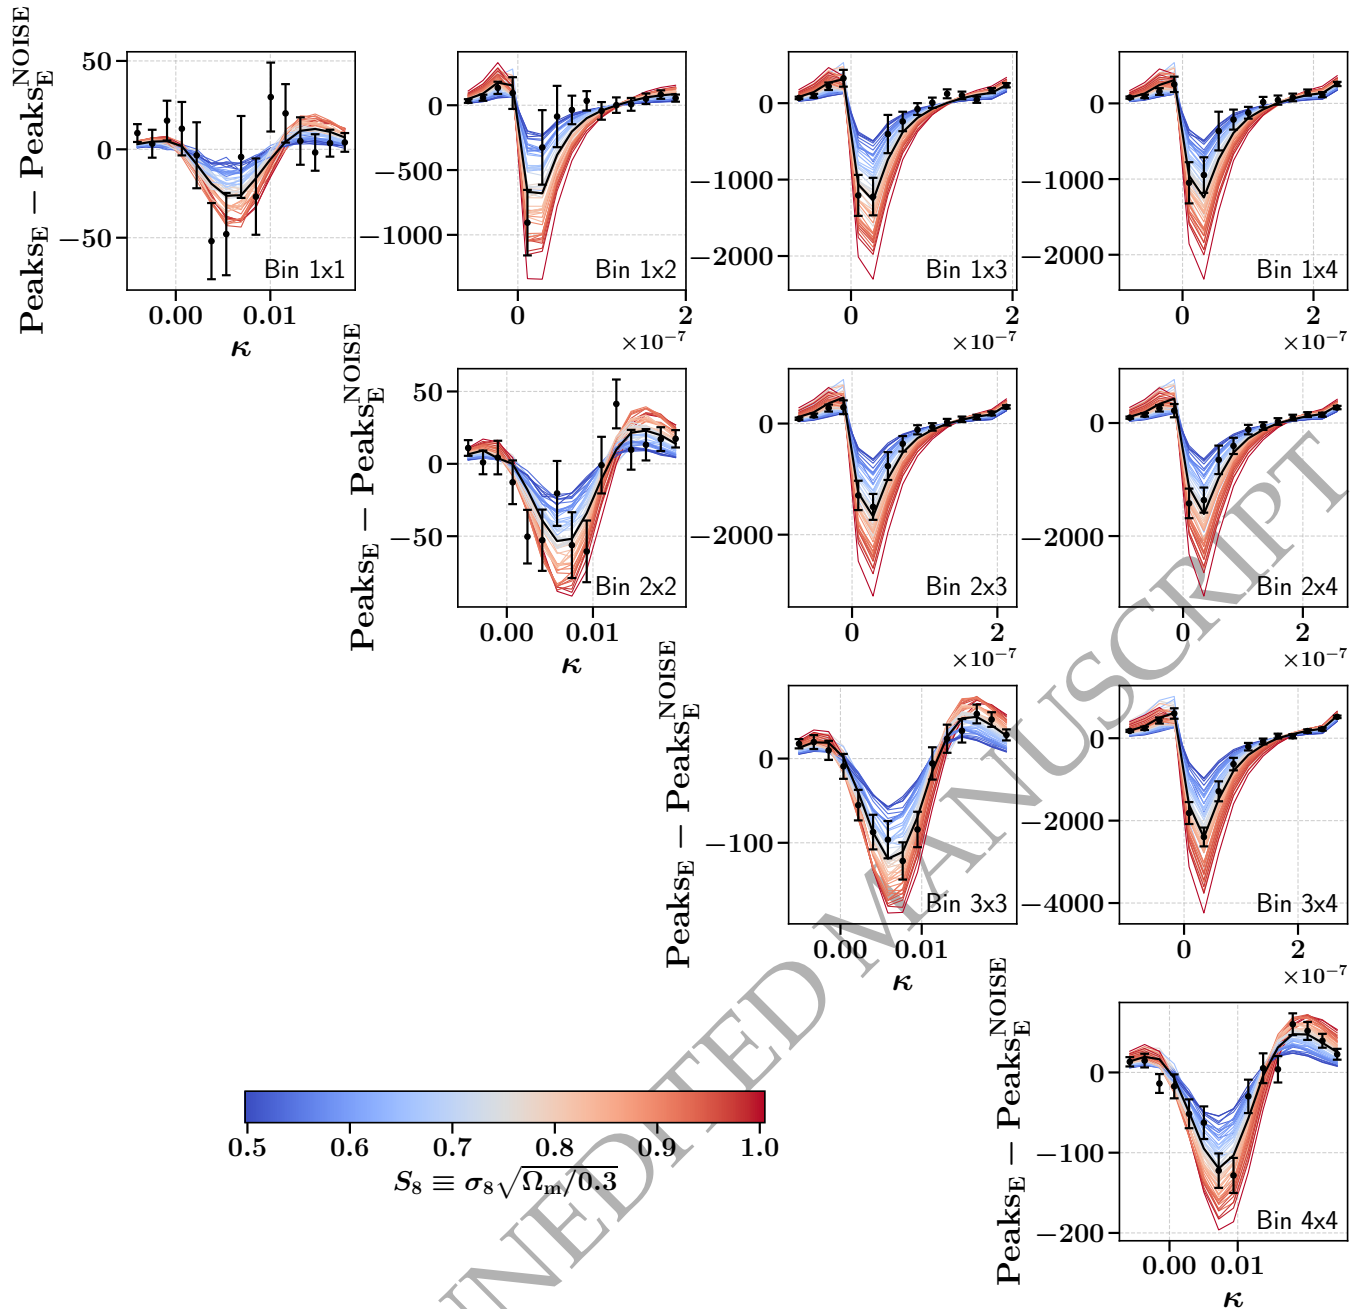 Peaks_E − Peaks_E^NOISE
50
0
−50
Bin 1x1
0.00 0.01
κ
0
−500
−1000
Bin 1x2
0 2
×10⁻⁷
0
−1000
−2000
Bin 1x3
0 2
×10⁻⁷
0
−1000
−2000
Bin 1x4
0 2
×10⁻⁷
Peaks_E − Peaks_E^NOISE
50
0
−50
Bin 2x2
0.00 0.01
κ
0
−2000
Bin 2x3
0 2
×10⁻⁷
0
−2000
Bin 2x4
0 2
×10⁻⁷
Peaks_E − Peaks_E^NOISE
0
−100
Bin 3x3
0.00 0.01
κ
0
−2000
−4000
Bin 3x4
0 2
×10⁻⁷
Peaks_E − Peaks_E^NOISE
0
−100
−200
Bin 4x4
0.00 0.01
κ
0.5 0.6 0.7 0.8 0.9 1.0
S₈ ≡ σ₈√(Ωₘ/0.3)
NEDITED MANUSCRIPT